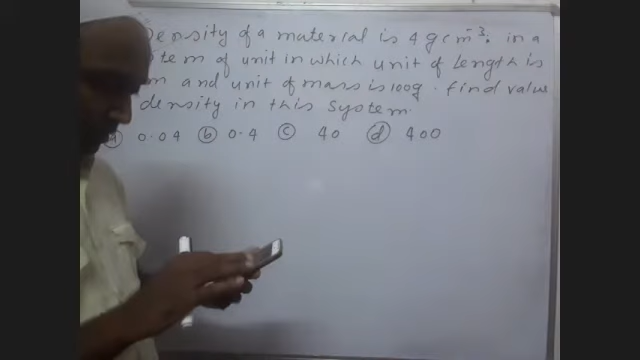 Density of a material is 4 g cm⁻³. in a
tem of unit in which unit of length is
m and unit of mass is 100g. find value
density in this system.
(a) 0.04 (b) 0.4 (c) 40 (d) 400